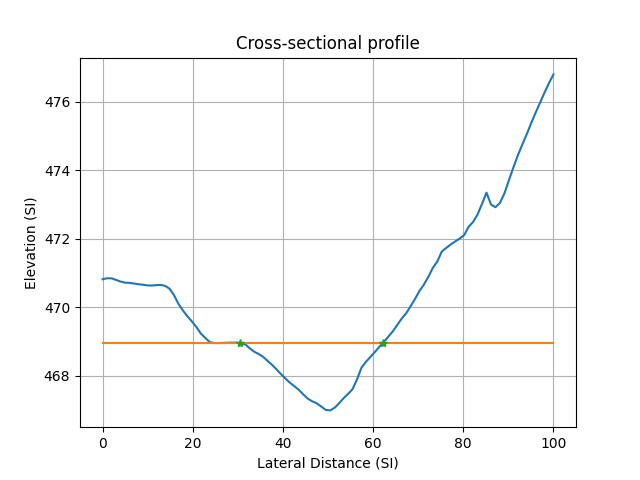 Cross-sectional profile
476
474
472
470
468
Elevation (SI)
0 20 40 60 80 100
Lateral Distance (SI)